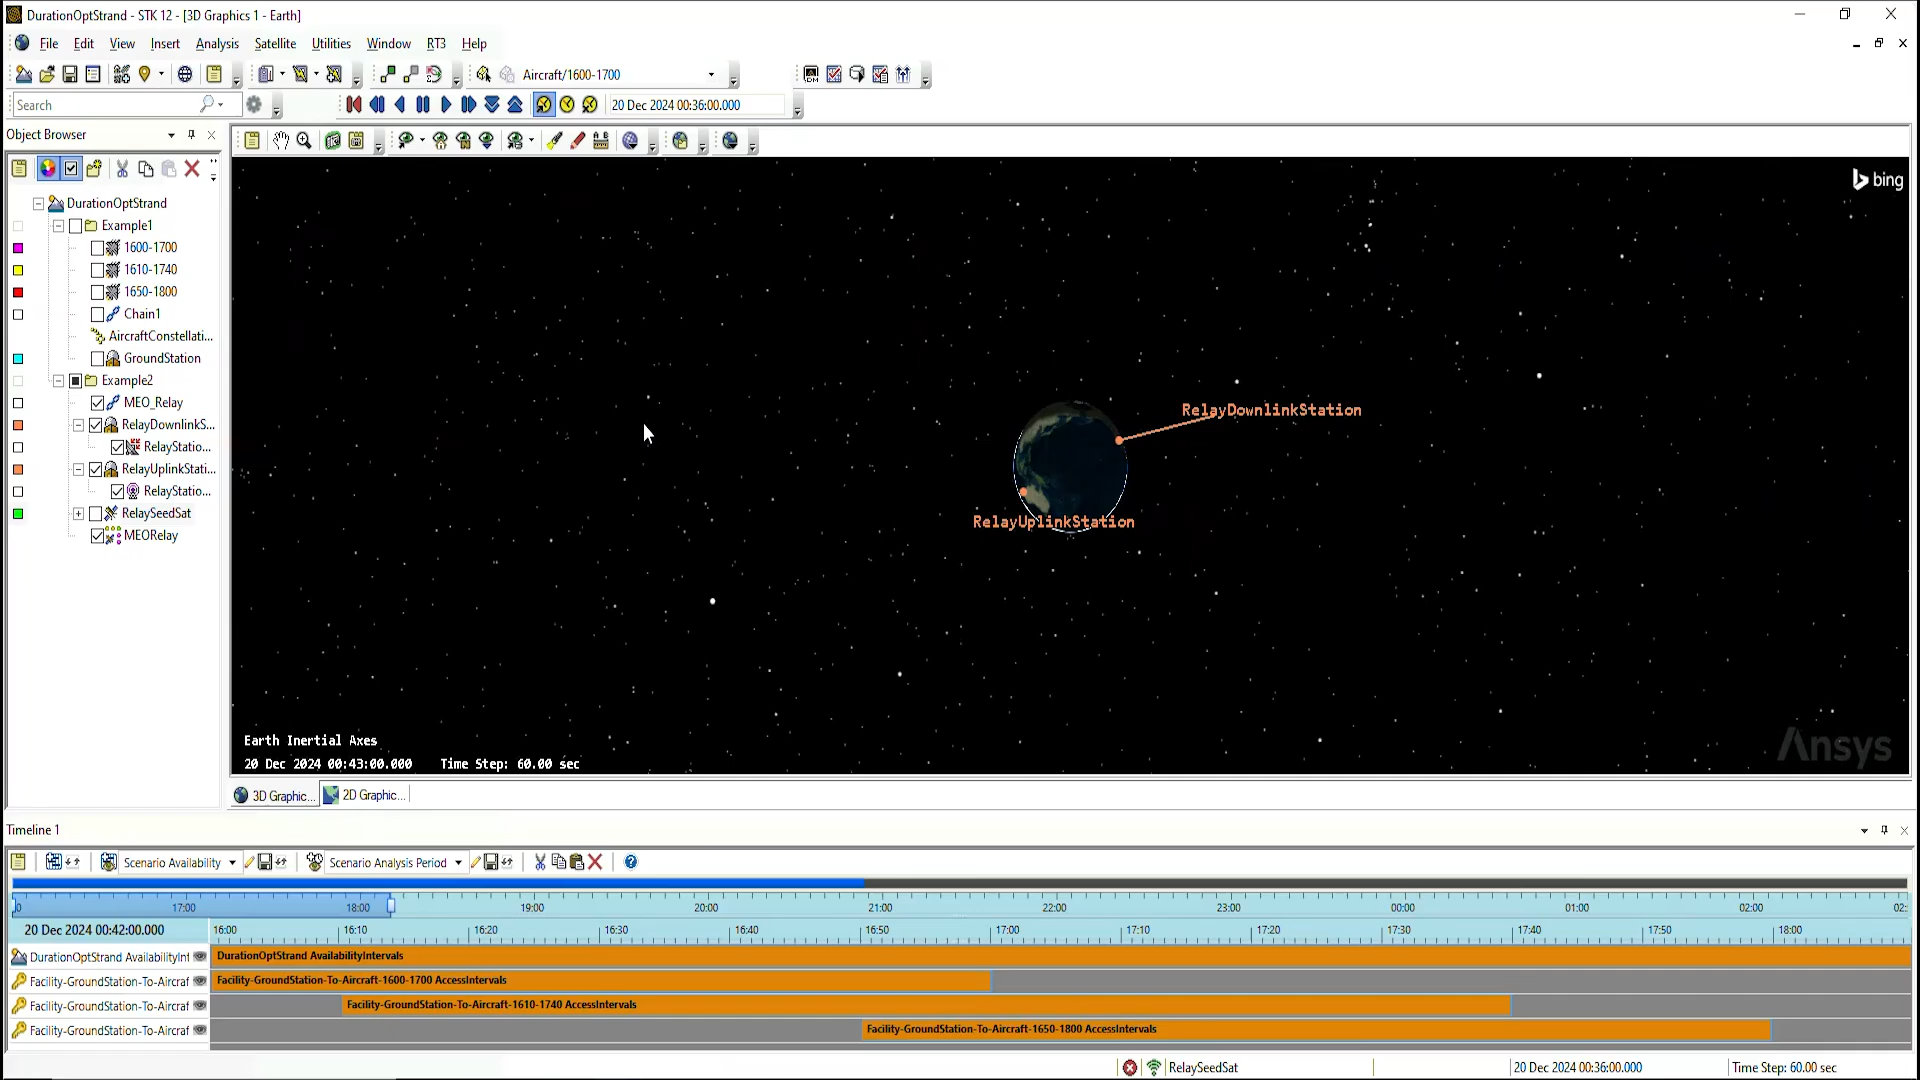 DurationOptStrand - STK 12 - [3D Graphics 1 - Earth]
File Edit View Insert Analysis Satellite Utilities Window RT3 Help
Aircraft/1600-1700
Search
20 Dec 2024 00:36:00.000
Object Browser
DurationOptStrand
Example1
1600-1700
1610-1740
1650-1800
Chain1
AircraftConstellati...
GroundStation
Example2
MEO_Relay
RelayDownlinkS...
RelayStatio...
RelayUplinkStati...
RelayStatio...
RelaySeedSat
MEORelay
bing
RelayDownlinkStation
RelayUplinkStation
Earth Inertial Axes
20 Dec 2024 00:43:00.000 Time Step: 60.00 sec
Ansys
3D Graphic... 2D Graphic...
Timeline 1
Scenario Availability Scenario Analysis Period
17:00 18:00 19:00 20:00 21:00 22:00 23:00 00:00 01:00 02:00 02:
20 Dec 2024 00:42:00.000 16:00 16:10 16:20 16:30 16:40 16:50 17:00 17:10 17:20 17:30 17:40 17:50 18:00
DurationOptStrand AvailabilityInt DurationOptStrand AvailabilityIntervals
Facility-GroundStation-To-Aircraf Facility-GroundStation-To-Aircraft-1600-1700 AccessIntervals
Facility-GroundStation-To-Aircraf Facility-GroundStation-To-Aircraft-1610-1740 AccessIntervals
Facility-GroundStation-To-Aircraf Facility-GroundStation-To-Aircraft-1650-1800 AccessIntervals
RelaySeedSat 20 Dec 2024 00:36:00.000 Time Step: 60.00 sec